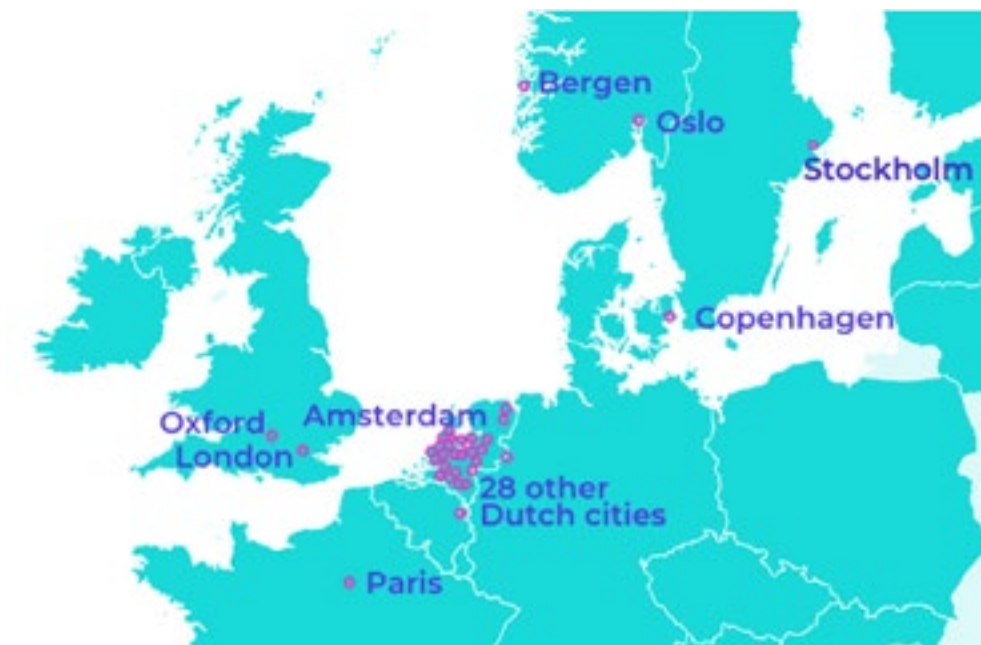 Bergen
Oslo
Stockholm
Copenhagen
Amsterdam
Oxford
London
28 other
Dutch cities
Paris